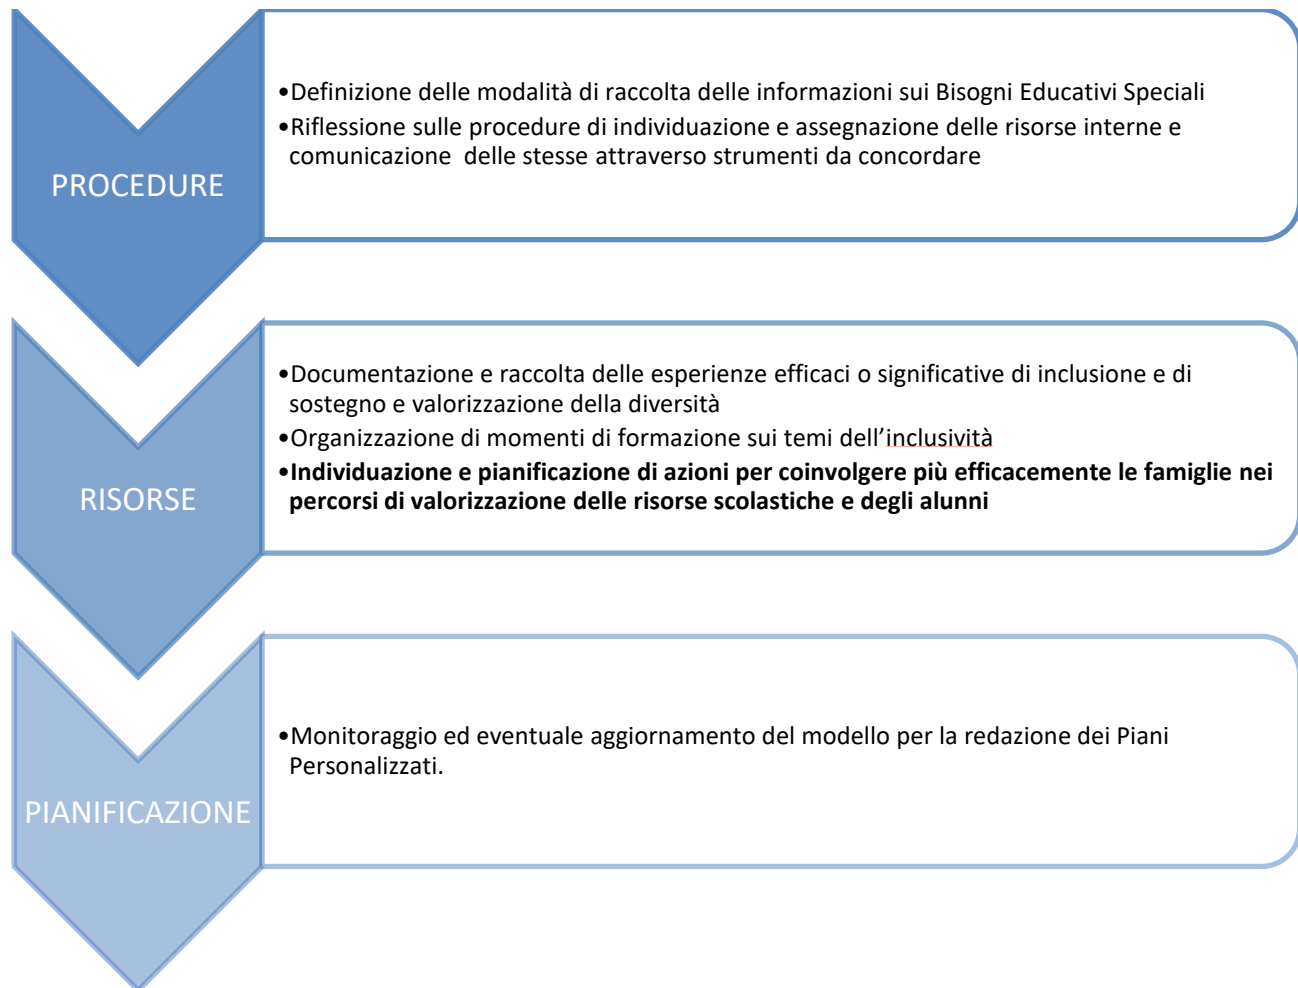 PROCEDURE
•Definizione delle modalità di raccolta delle informazioni sui Bisogni Educativi Speciali
•Riflessione sulle procedure di individuazione e assegnazione delle risorse interne e
comunicazione  delle stesse attraverso strumenti da concordare
RISORSE
•Documentazione e raccolta delle esperienze efficaci o significative di inclusione e di
sostegno e valorizzazione della diversità
•Organizzazione di momenti di formazione sui temi dell’inclusività
•Individuazione e pianificazione di azioni per coinvolgere più efficacemente le famiglie nei
percorsi di valorizzazione delle risorse scolastiche e degli alunni
PIANIFICAZIONE
•Monitoraggio ed eventuale aggiornamento del modello per la redazione dei Piani
Personalizzati.